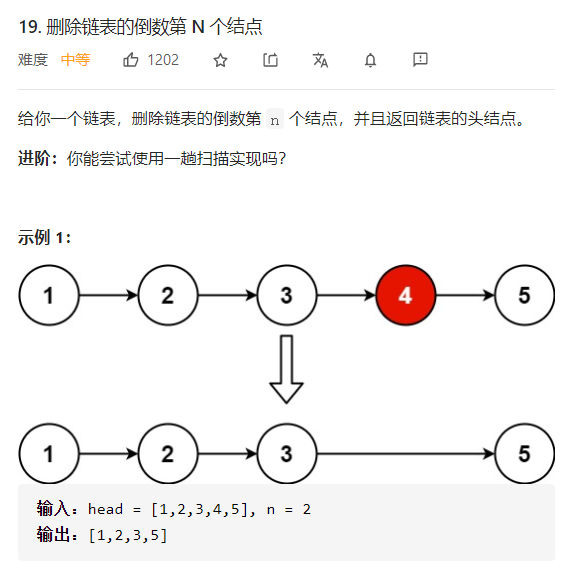 19. 删除链表的倒数第 N 个结点
难度 中等 1202
给你一个链表，删除链表的倒数第 n 个结点，并且返回链表的头结点。
进阶：你能尝试使用一趟扫描实现吗？
示例 1：
1 2 3 4 5
1 2 3 5
输入：head = [1,2,3,4,5], n = 2
输出：[1,2,3,5]